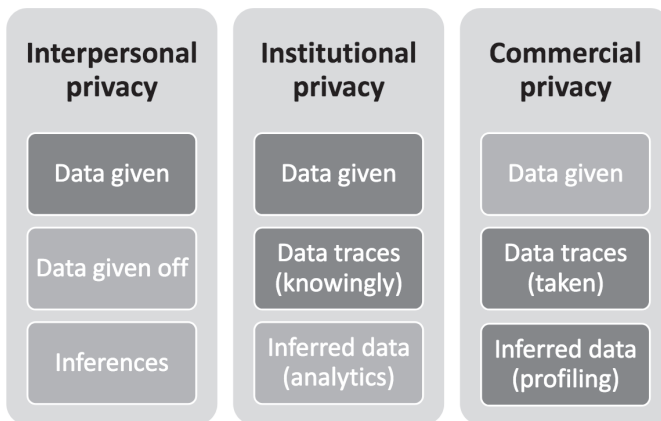 Interpersonal
privacy
Data given
Data given off
Inferences
Institutional
privacy
Data given
Data traces
(knowingly)
Inferred data
(analytics)
Commercial
privacy
Data given
Data traces
(taken)
Inferred data
(profiling)